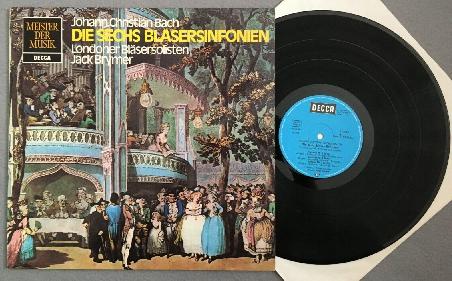 MEISTER
DER
MUSIK
DECCA
Johann Christian Bach
DIE SECHS BLÄSERSINFONIEN
Londoner Bläsersolisten
Jack Brymer
DECCA